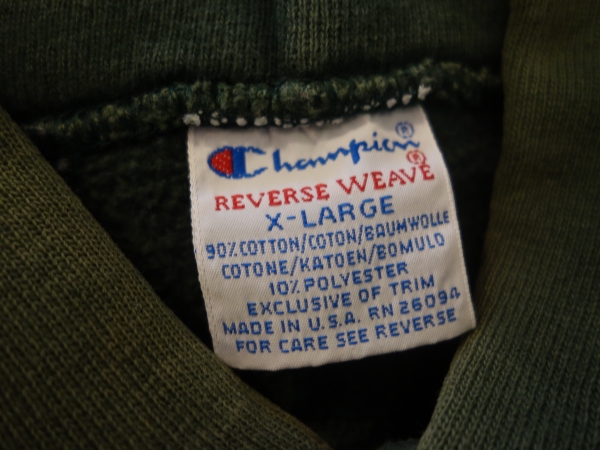 Champion®
REVERSE WEAVE®
X-LARGE
90% COTTON/COTON/BAUMWOLLE
COTONE/KATOEN/BOMULD
10% POLYESTER
EXCLUSIVE OF TRIM
MADE IN U.S.A. RN 26094
FOR CARE SEE REVERSE